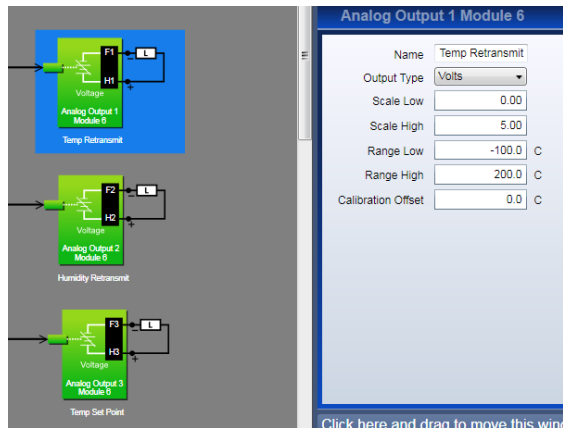 F1
L
H1
Voltage
Analog Output 1
Module 6
Temp Retransmit
F2
L
H2
Voltage
Analog Output 2
Module 6
Humidity Retransmit
F3
L
H3
Voltage
Analog Output 3
Module 6
Temp Set Point
Analog Output 1 Module 6
Name Temp Retransmit
Output Type Volts
Scale Low 0.00
Scale High 5.00
Range Low -100.0 C
Range High 200.0 C
Calibration Offset 0.0 C
Click here and drag to move this wind